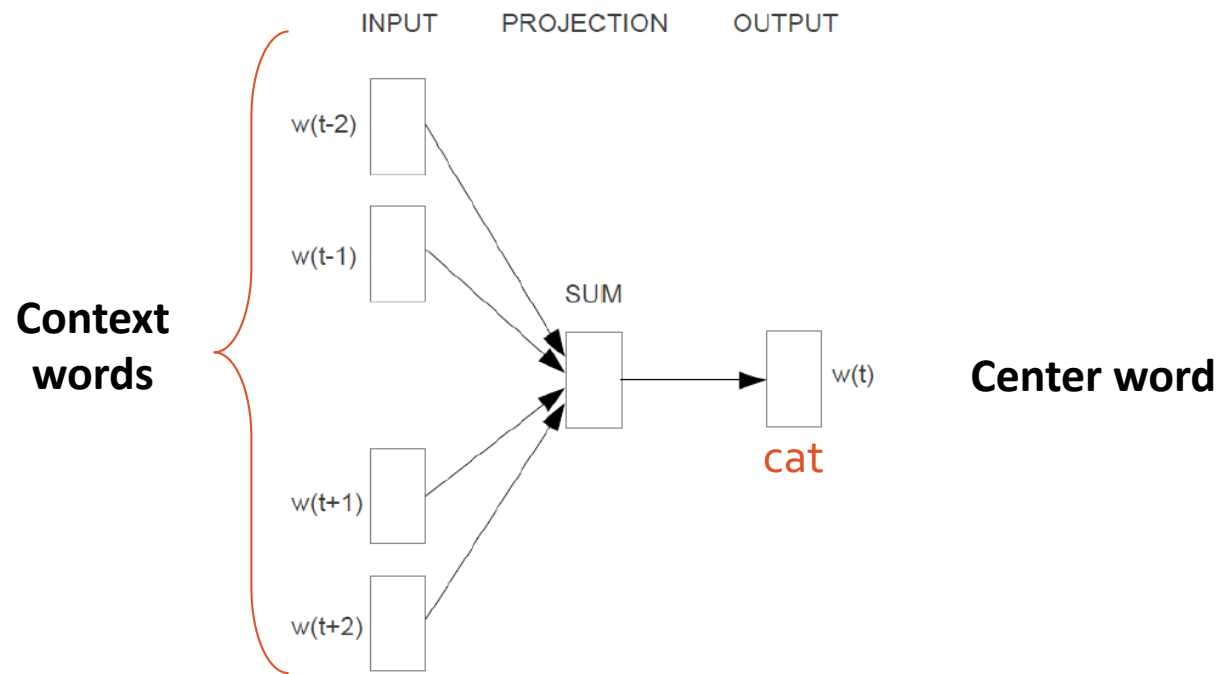 INPUT PROJECTION OUTPUT
w(t-2)
w(t-1)
SUM
Context
words
w(t)
Center word
cat
w(t+1)
w(t+2)